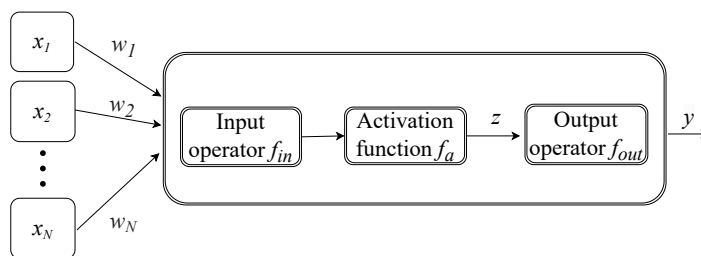 x1
w1
x2
w2
xN
wN
Input
operator fin
Activation
function fa
z
Output
operator fout
y